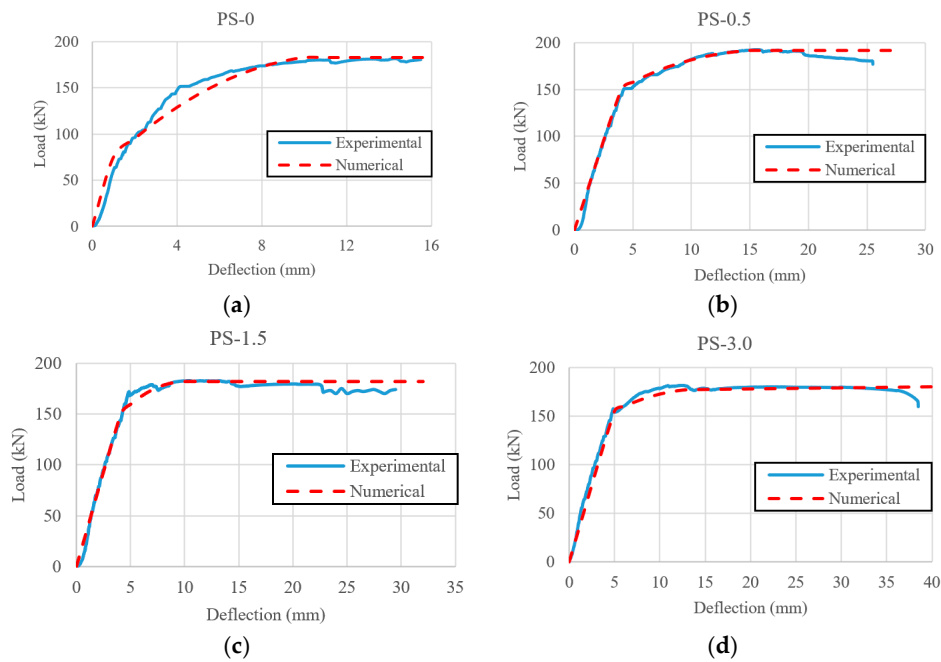 PS-0
200
150
100
50
0
Load (kN)
Experimental
Numerical
0 4 8 12 16
Deflection (mm)
(a)
PS-0.5
200
150
100
50
0
Load (kN)
Experimental
Numerical
0 5 10 15 20 25 30
Deflection (mm)
(b)
PS-1.5
200
150
100
50
0
Load (kN)
Experimental
Numerical
0 5 10 15 20 25 30 35
Deflection (mm)
(c)
PS-3.0
200
150
100
50
0
Load (kN)
Experimental
Numerical
0 5 10 15 20 25 30 35 40
Deflection (mm)
(d)